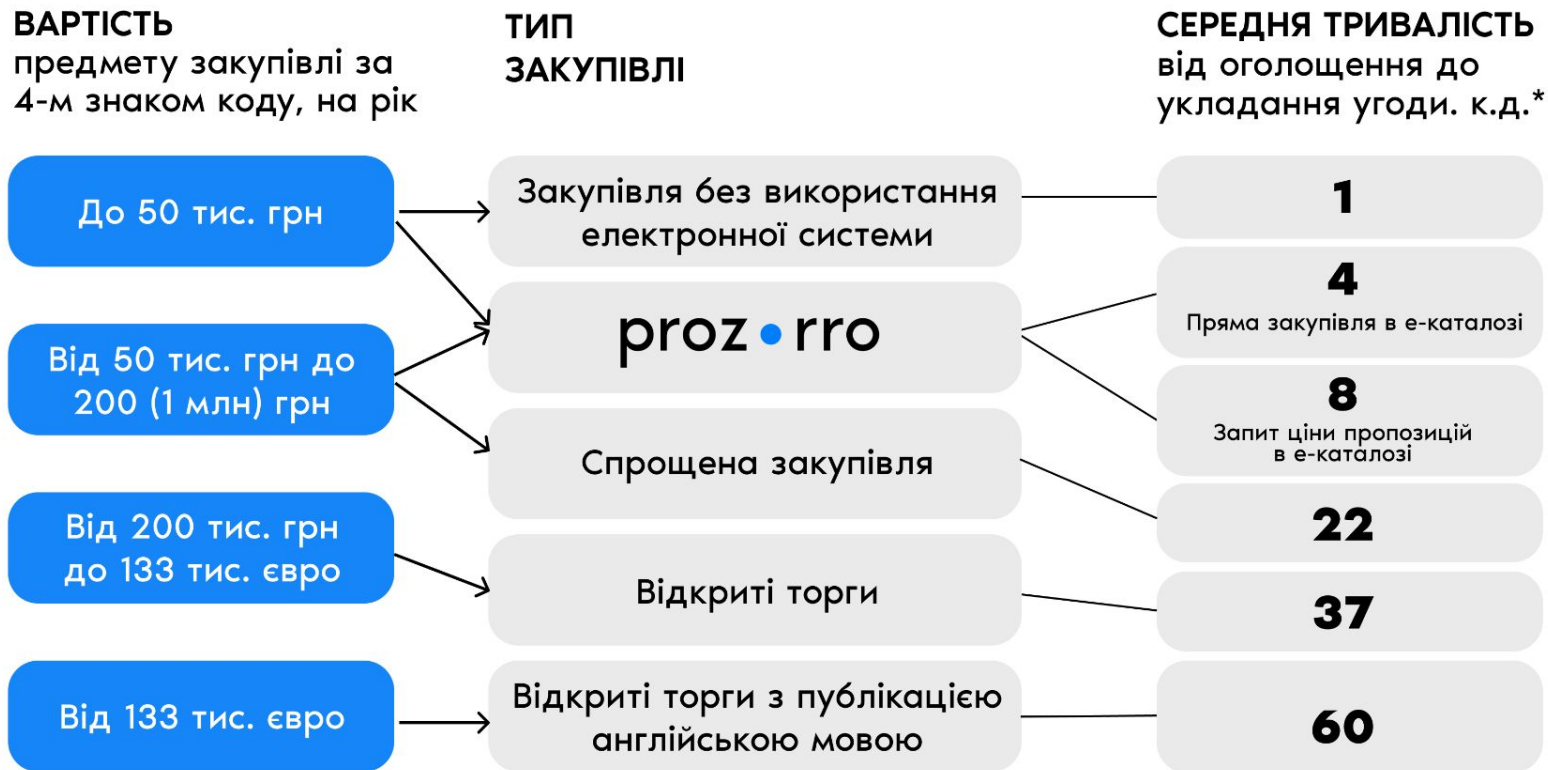 ВАРТІСТЬ
предмету закупівлі за
4-м знаком коду, на рік
ТИП
ЗАКУПІВЛІ
СЕРЕДНЯ ТРИВАЛІСТЬ
від оголощення до
укладання угоди. к.д.*
До 50 тис. грн
Від 50 тис. грн до
200 (1 млн) грн
Від 200 тис. грн
до 133 тис. євро
Від 133 тис. євро
Закупівля без використання
електронної системи
proz•rro
Спрощена закупівля
Відкриті торги
Відкриті торги з публікацією
англійською мовою
1
4
Пряма закупівля в е-каталозі
8
Запит ціни пропозицій
в е-каталозі
22
37
60